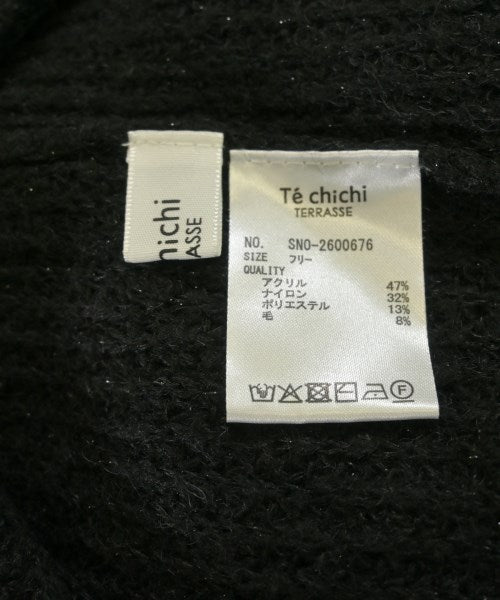 chichi
ASSE
Té chichi
TERRASSE
NO. SNO-2600676
SIZE フリー
QUALITY
アクリル 47%
ナイロン 32%
ポリエステル 13%
毛 8%
F